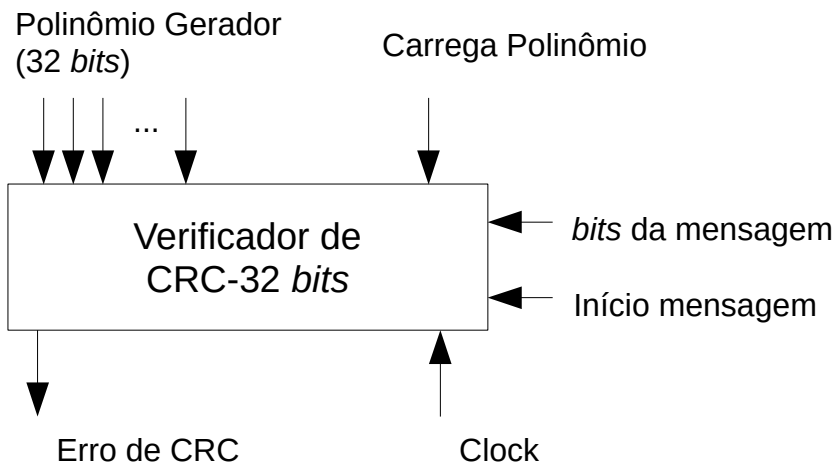 Polinômio Gerador
(32 bits)
Carrega Polinômio
...
Verificador de
CRC-32 bits
bits da mensagem
Início mensagem
Erro de CRC
Clock